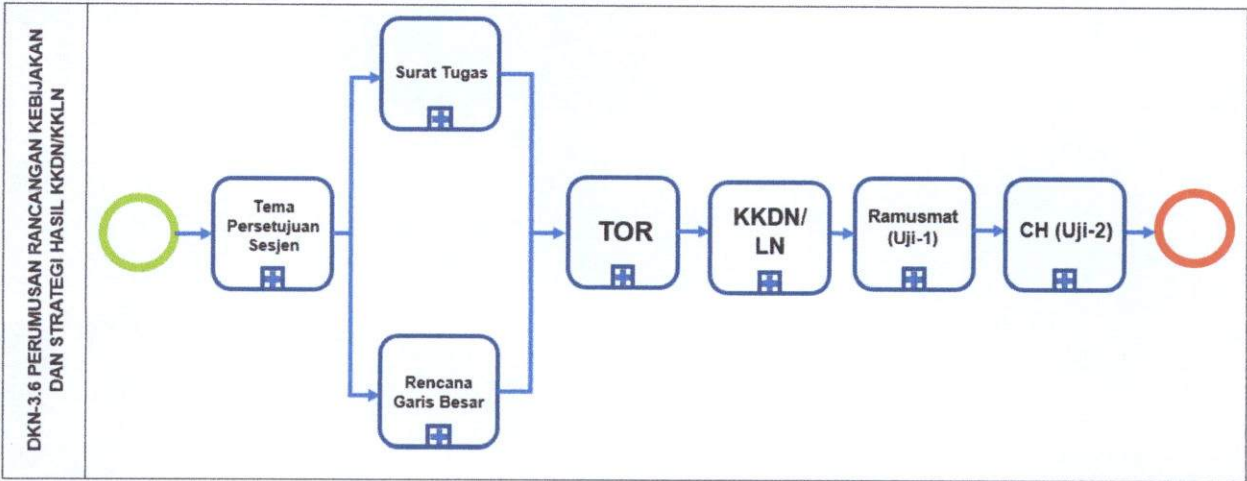 DKN-3.6 PERUMUSAN RANCANGAN KEBIJAKAN
DAN STRATEGI HASIL KKDN/KKLN
Tema
Persetujuan
Sesjen
Surat Tugas
Rencana
Garis Besar
TOR
KKDN/
LN
Ramusmat
(Uji-1)
CH (Uji-2)